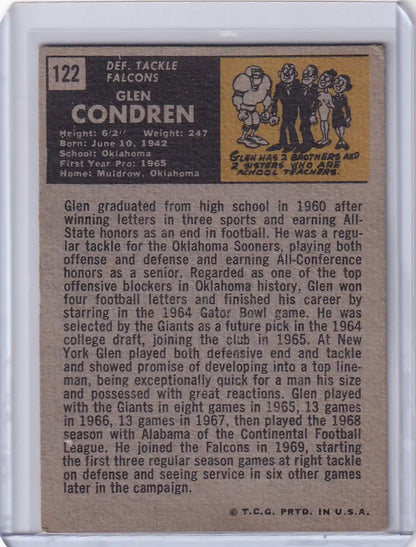 122
DEF. TACKLE
FALCONS
GLEN
CONDREN
Height: 6'2" Weight: 247
Born: June 10, 1942
School: Oklahoma
First Year Pro: 1965
Home: Muldrow, Oklahoma
GLEN HAS 2 BROTHERS AND
2 SISTERS WHO ARE
SCHOOL TEACHERS.
Glen graduated from high school in 1960 after
winning letters in three sports and earning All-
State honors as an end in football. He was a regu-
lar tackle for the Oklahoma Sooners, playing both
offense and defense and earning All-Conference
honors as a senior. Regarded as one of the top
offensive blockers in Oklahoma history, Glen won
four football letters and finished his career by
starring in the 1964 Gator Bowl game. He was
selected by the Giants as a future pick in the 1964
college draft, joining the club in 1965. At New
York Glen played both defensive end and tackle
and showed promise of developing into a top line-
man, being exceptionally quick for a man his size
and possessed with great reactions. Glen played
with the Giants in eight games in 1965, 13 games
in 1966, 13 games in 1967, then played the 1968
season with Alabama of the Continental Football
League. He joined the Falcons in 1969, starting
the first three regular season games at right tackle
on defense and seeing service in six other games
later in the campaign.
© T.C.G. PRTD. IN U.S.A.